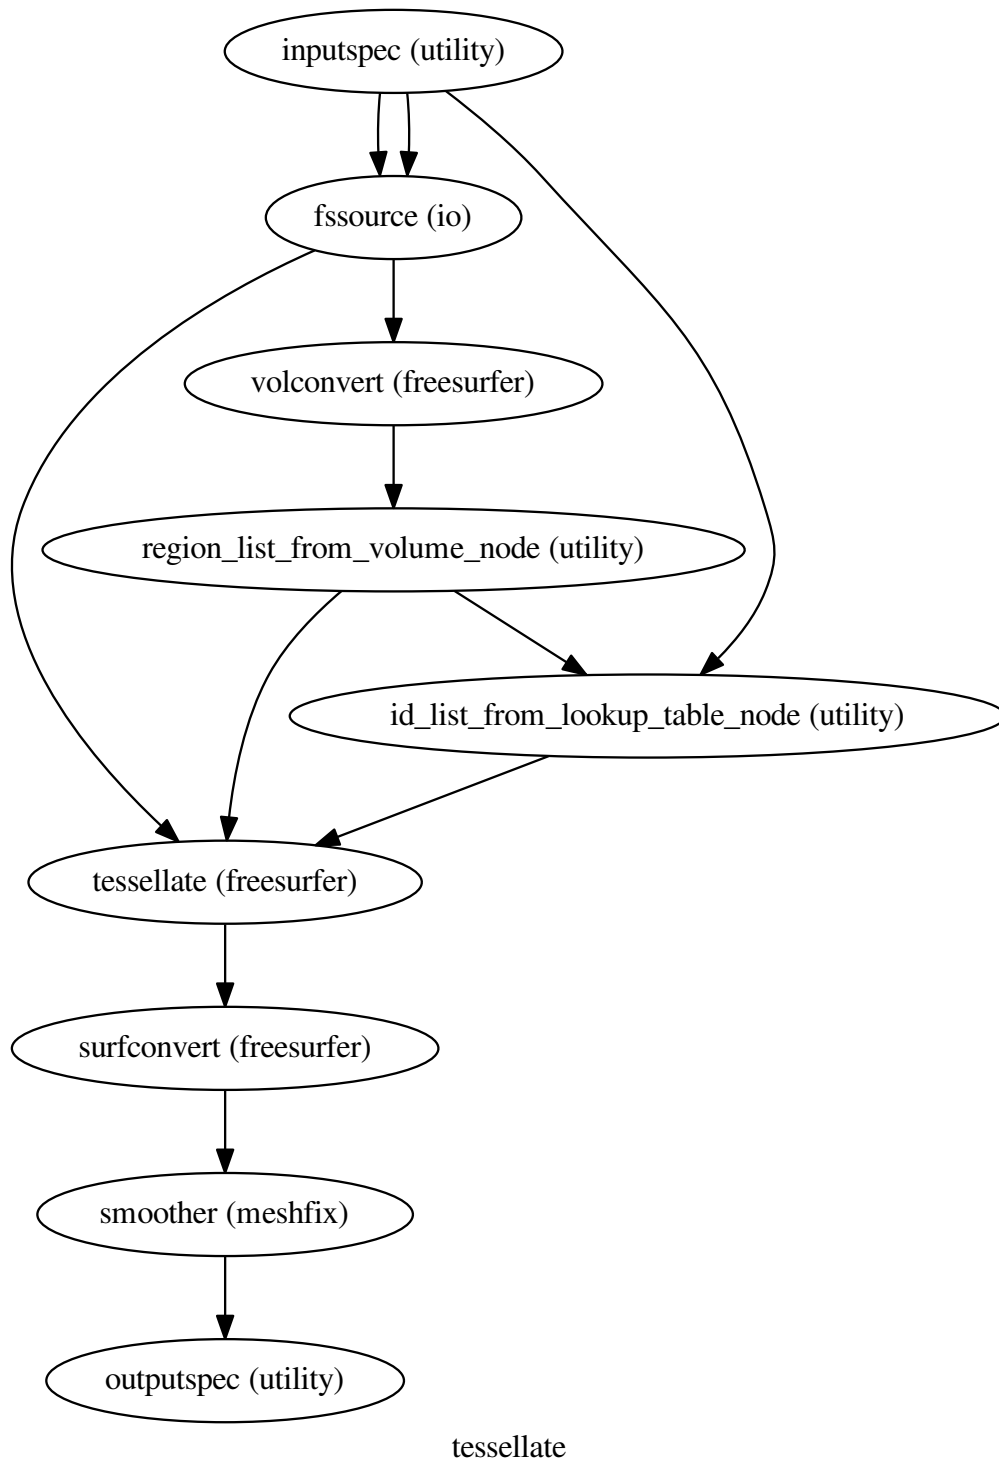 inputspec (utility)
fssource (io)
volconvert (freesurfer)
region_list_from_volume_node (utility)
id_list_from_lookup_table_node (utility)
tessellate (freesurfer)
surfconvert (freesurfer)
smoother (meshfix)
outputspec (utility)
tessellate